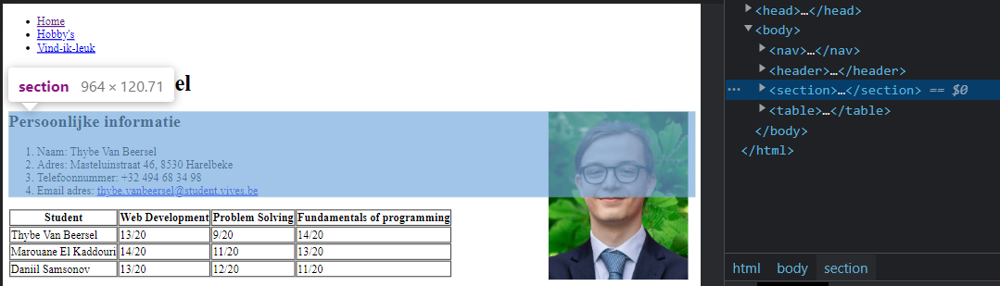 Home
Hobby's
Vind-ik-leuk
section 964 × 120.71
el
Persoonlijke informatie
1. Naam: Thybe Van Beersel
2. Adres: Masteluinstraat 46, 8530 Harelbeke
3. Telefoonnummer: +32 494 68 34 98
4. Email adres: thybe.vanbeersel@student.vives.be
Student Web Development Problem Solving Fundamentals of programming
Thybe Van Beersel 13/20 9/20 14/20
Marouane El Kaddouri 14/20 11/20 13/20
Daniil Samsonov 13/20 12/20 11/20
<head>…</head>
<body>
<nav>…</nav>
<header>…</header>
… <section>…</section> == $0
<table>…</table>
</body>
</html>
html body section